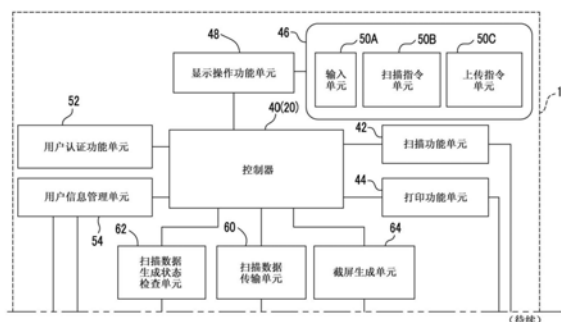 46
50A
50B
50C
48
显示操作功能单元
输入
单元
扫描指令
单元
上传指令
单元
1
52
用户认证功能单元
40(20)
控制器
42
扫描功能单元
用户信息管理单元
54
44
打印功能单元
62
扫描数据
生成状态
检查单元
60
扫描数据
传输单元
64
截屏生成单元